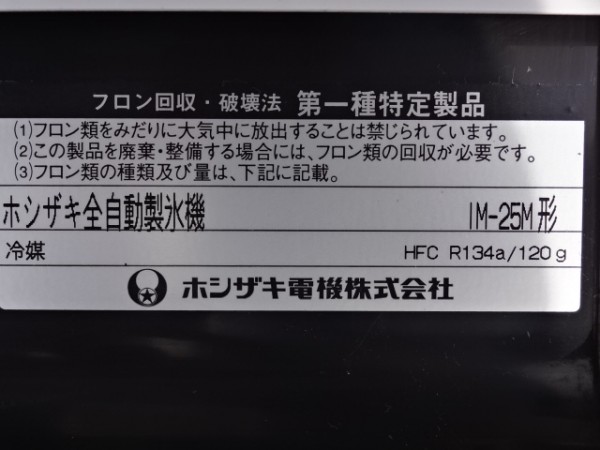 フロン回収・破壊法 第一種特定製品
(1)フロン類をみだりに大気中に放出することは禁じられています。
(2)この製品を廃棄・整備する場合には、フロン類の回収が必要です。
(3)フロン類の種類及び量は、下記に記載。
ホシザキ全自動製氷機 IM-25M形
冷媒 HFC R134a/120g
ホシザキ電機株式会社